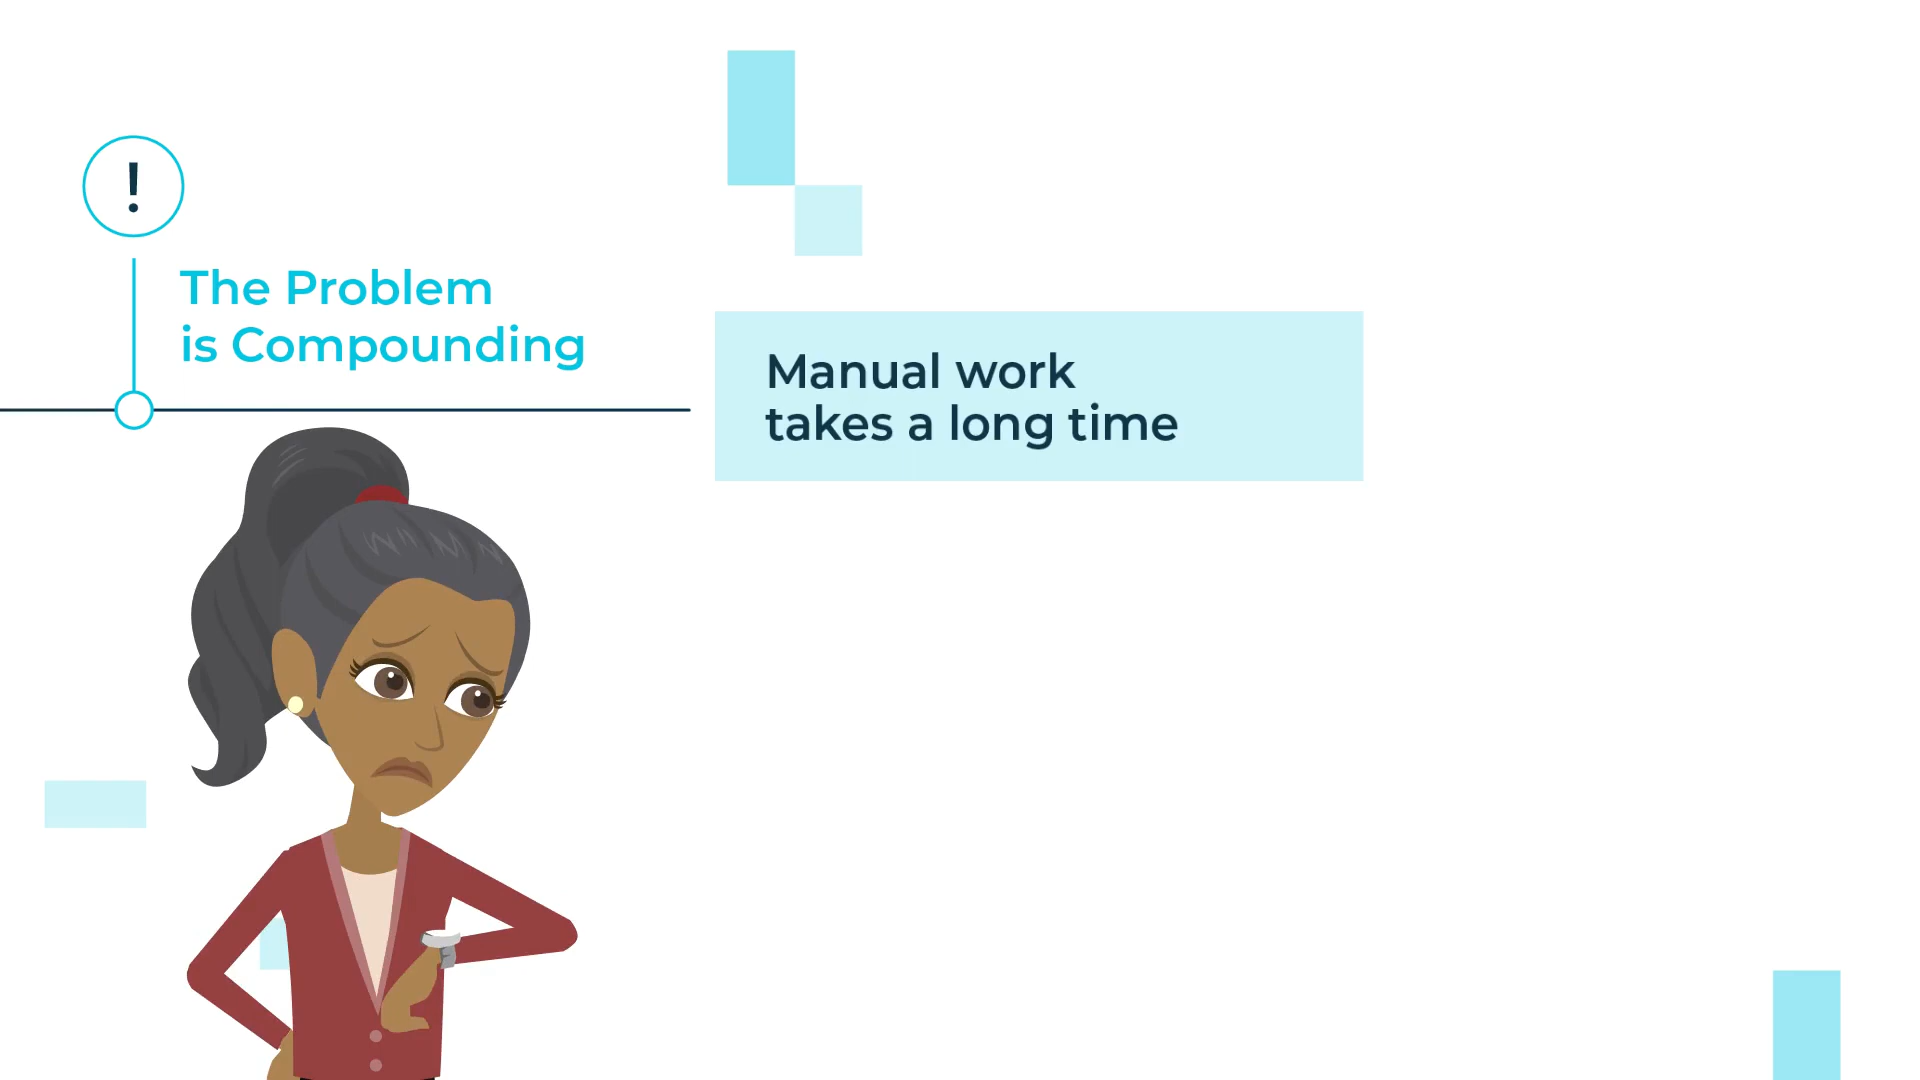 !
The Problem
is Compounding
Manual work
takes a long time